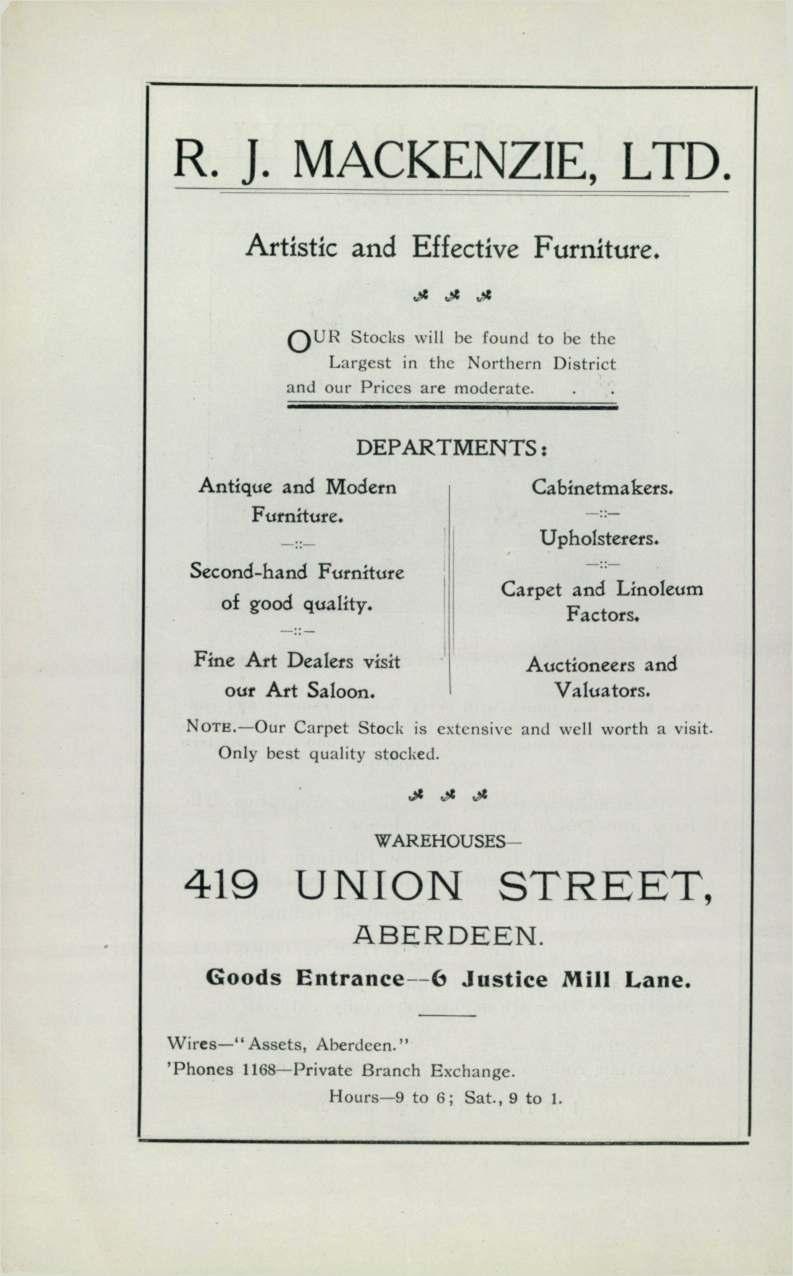 R. J. MACKENZIE, LTD.
Artistic and Effective Furniture.
OUR Stocks will be found to be the
Largest in the Northern District
and our Prices are moderate. . .
DEPARTMENTS:
Antique and Modern
Furniture.
—::—
Second-hand Furniture
of good quality.
—::—
Fine Art Dealers visit
our Art Saloon.
Cabinetmakers.
—::—
Upholsterers.
—::—
Carpet and Linoleum
Factors.
Auctioneers and
Valuators.
NOTE.—Our Carpet Stock is extensive and well worth a visit.
Only best quality stocked.
WAREHOUSES—
419 UNION STREET,
ABERDEEN.
Goods Entrance—6 Justice Mill Lane.
Wires—"Assets, Aberdeen."
'Phones 1168—Private Branch Exchange.
Hours—9 to 6; Sat., 9 to 1.